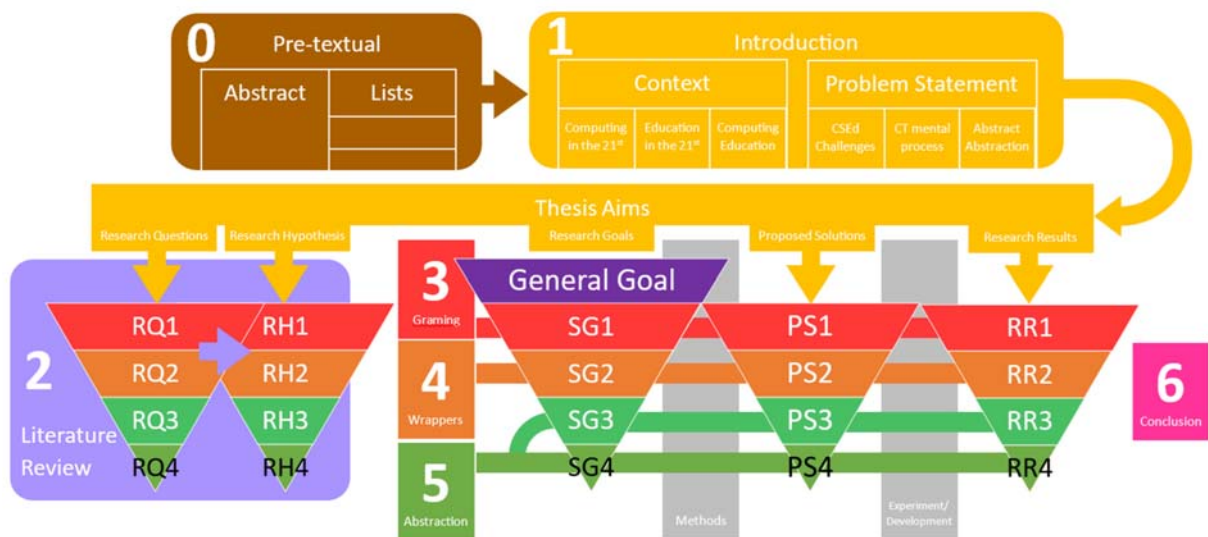 0
Pre-textual
Abstract
Lists
1
Introduction
Context
Computing
in the 21st
Education
in the 21st
Computing
Education
Problem Statement
CSEd
Challenges
CT mental
process
Abstract
Abstraction
Thesis Aims
Research Questions
Research Hypothesis
Research Goals
Proposed Solutions
Research Results
2
Literature
Review
RQ1
RQ2
RQ3
RQ4
RH1
RH2
RH3
RH4
3
Graming
4
Wrappers
5
Abstraction
General Goal
SG1
SG2
SG3
SG4
Methods
PS1
PS2
PS3
PS4
Experiment/
Development
RR1
RR2
RR3
RR4
6
Conclusion